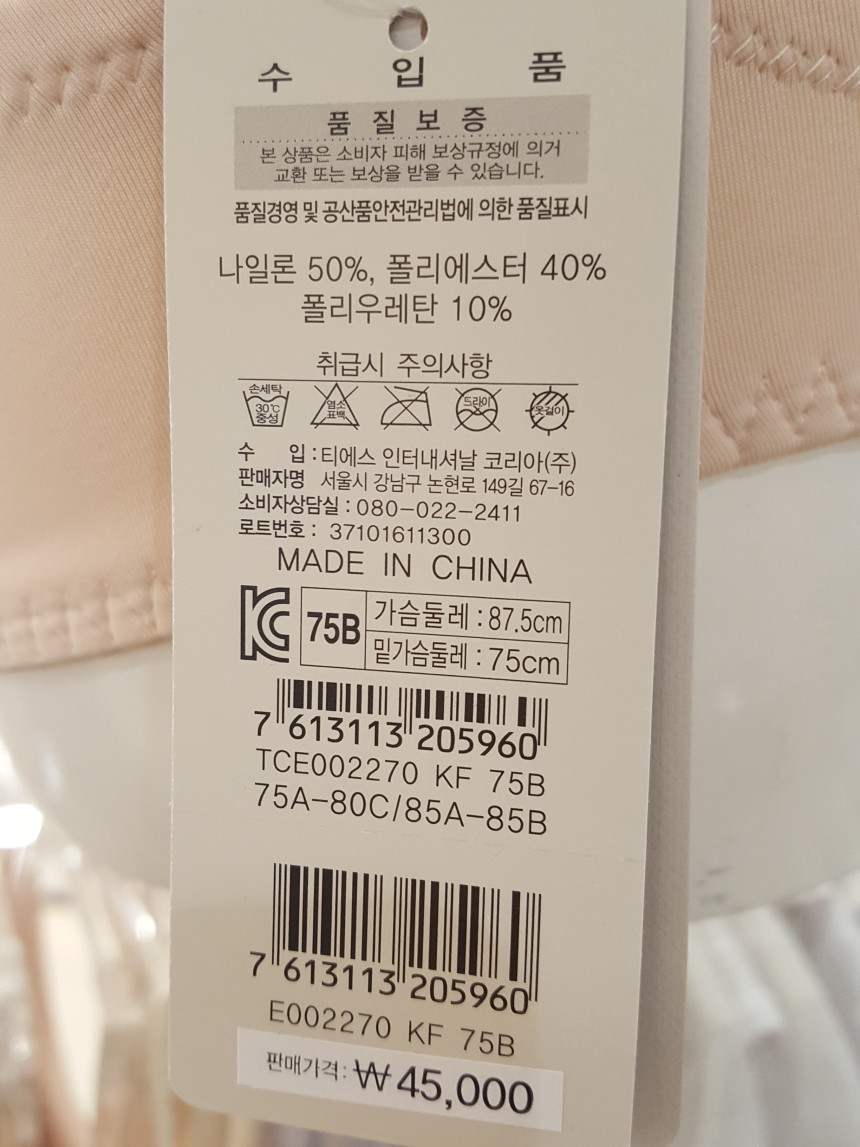 수 입 품
품 질 보 증
본 상품은 소비자 피해 보상규정에 의거
교환 또는 보상을 받을 수 있습니다.
품질경영 및 공산품안전관리법에 의한 품질표시
나일론 50%, 폴리에스터 40%
폴리우레탄 10%
취급시 주의사항
손세탁 30℃ 중성 염소 표백 드라이 옷걸이
수 입 : 티에스 인터내셔날 코리아(주)
판매자명 서울시 강남구 논현로 149길 67-16
소비자상담실 : 080-022-2411
로트번호 : 37101611300
MADE IN CHINA
75B 가슴둘레 : 87.5cm
밑가슴둘레 : 75cm
7 613113 205960
TCE002270 KF 75B
75A-80C/85A-85B
7 613113 205960
E002270 KF 75B
판매가격: ₩45,000